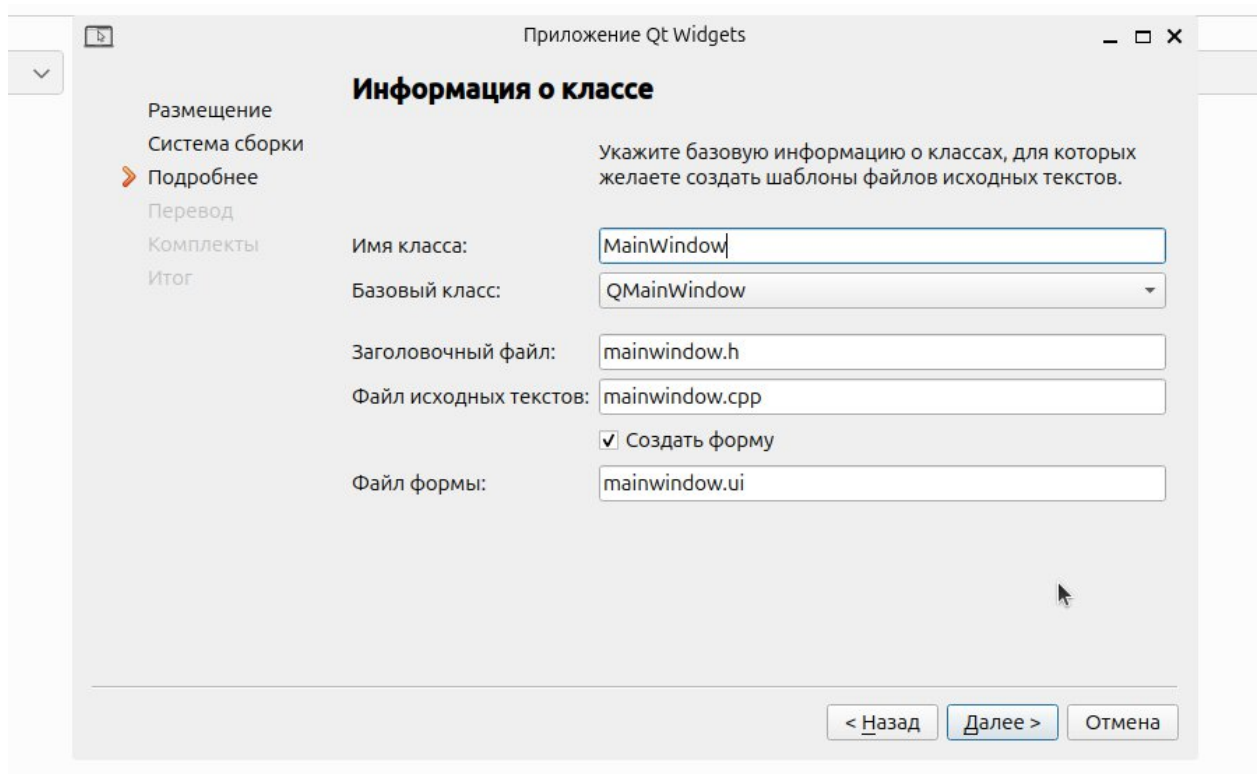 Приложение Qt Widgets
Информация о классе
Размещение
Система сборки
Подробнее
Перевод
Комплекты
Итог
Укажите базовую информацию о классах, для которых
желаете создать шаблоны файлов исходных текстов.
Имя класса: MainWindow
Базовый класс: QMainWindow
Заголовочный файл: mainwindow.h
Файл исходных текстов: mainwindow.cpp
Создать форму
Файл формы: mainwindow.ui
< Назад Далее > Отмена